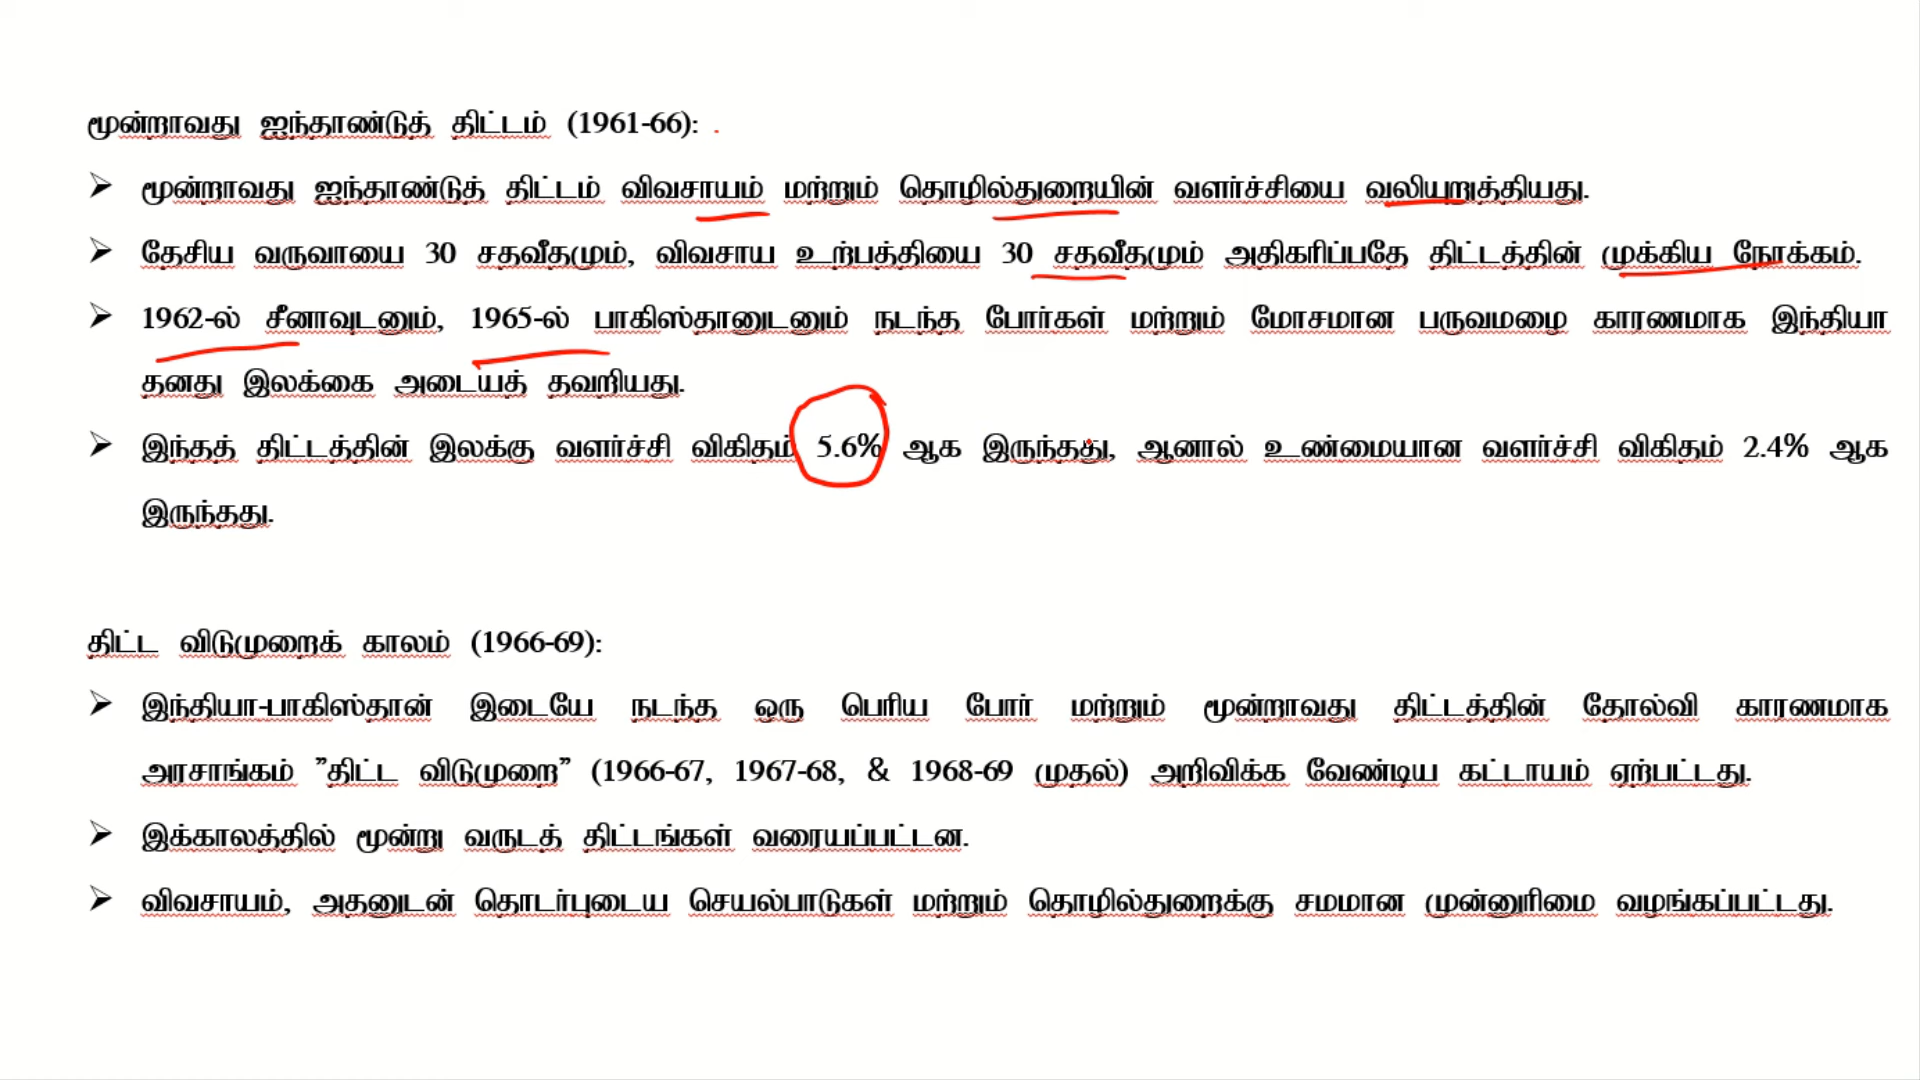 மூன்றாவது ஐந்தாண்டுத் திட்டம் (1961-66):
➢ மூன்றாவது ஐந்தாண்டுத் திட்டம் விவசாயம் மற்றும் தொழில்துறையின் வளர்ச்சியை வலியுறுத்தியது.
➢ தேசிய வருவாயை 30 சதவீதமும், விவசாய உற்பத்தியை 30 சதவீதமும் அதிகரிப்பதே திட்டத்தின் முக்கிய நோக்கம்.
➢ 1962-ல் சீனாவுடனும், 1965-ல் பாகிஸ்தானுடனும் நடந்த போர்கள் மற்றும் மோசமான பருவமழை காரணமாக இந்தியா
தனது இலக்கை அடையத் தவறியது.
➢ இந்தத் திட்டத்தின் இலக்கு வளர்ச்சி விகிதம் 5.6% ஆக இருந்தது, ஆனால் உண்மையான வளர்ச்சி விகிதம் 2.4% ஆக
இருந்தது.
திட்ட விடுமுறைக் காலம் (1966-69):
➢ இந்தியா-பாகிஸ்தான் இடையே நடந்த ஒரு பெரிய போர் மற்றும் மூன்றாவது திட்டத்தின் தோல்வி காரணமாக
அரசாங்கம் ”திட்ட விடுமுறை” (1966-67, 1967-68, & 1968-69 முதல்) அறிவிக்க வேண்டிய கட்டாயம் ஏற்பட்டது.
➢ இக்காலத்தில் மூன்று வருடத் திட்டங்கள் வரையப்பட்டன.
➢ விவசாயம், அதனுடன் தொடர்புடைய செயல்பாடுகள் மற்றும் தொழில்துறைக்கு சமமான முன்னுரிமை வழங்கப்பட்டது.